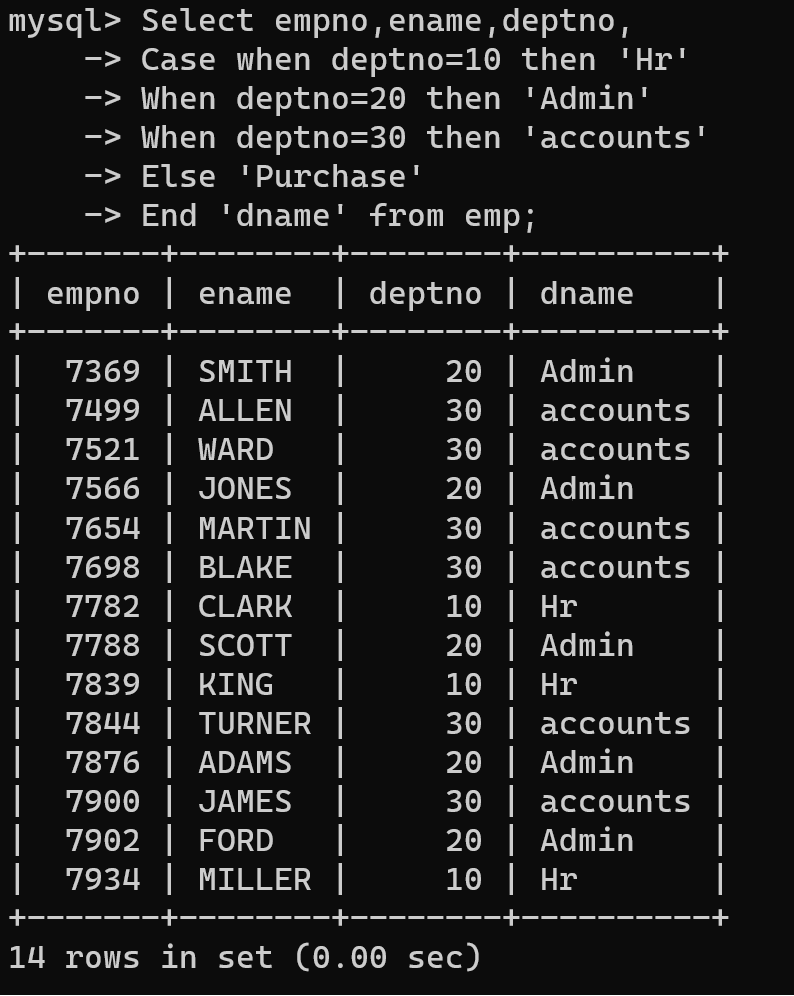 mysql> Select empno,ename,deptno,
    -> Case when deptno=10 then 'Hr'
    -> When deptno=20 then 'Admin'
    -> When deptno=30 then 'accounts'
    -> Else 'Purchase'
    -> End 'dname' from emp;
+-------+--------+--------+----------+
| empno | ename  | deptno | dname    |
+-------+--------+--------+----------+
|  7369 | SMITH  |     20 | Admin    |
|  7499 | ALLEN  |     30 | accounts |
|  7521 | WARD   |     30 | accounts |
|  7566 | JONES  |     20 | Admin    |
|  7654 | MARTIN |     30 | accounts |
|  7698 | BLAKE  |     30 | accounts |
|  7782 | CLARK  |     10 | Hr       |
|  7788 | SCOTT  |     20 | Admin    |
|  7839 | KING   |     10 | Hr       |
|  7844 | TURNER |     30 | accounts |
|  7876 | ADAMS  |     20 | Admin    |
|  7900 | JAMES  |     30 | accounts |
|  7902 | FORD   |     20 | Admin    |
|  7934 | MILLER |     10 | Hr       |
+-------+--------+--------+----------+
14 rows in set (0.00 sec)